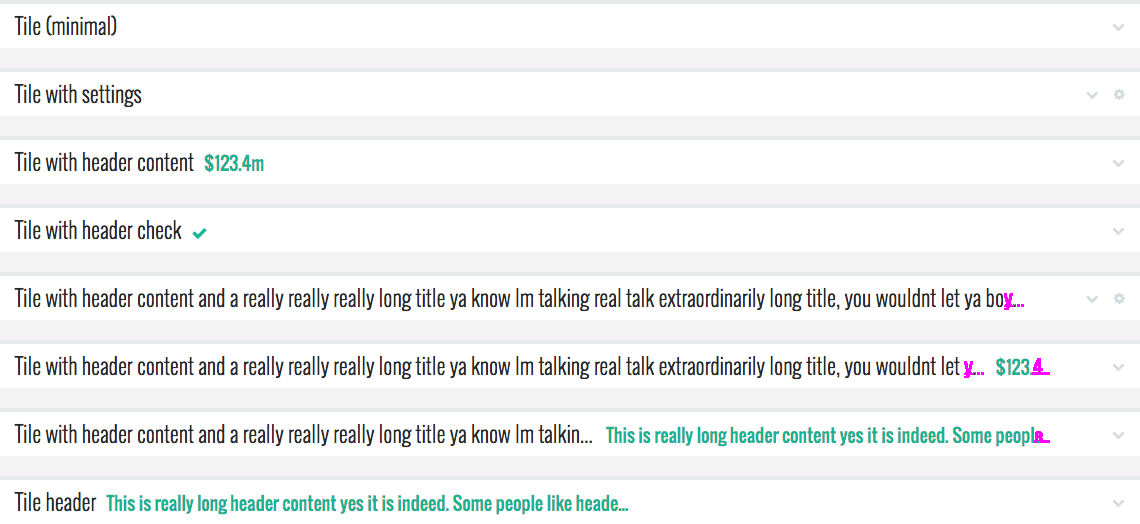 Tile (minimal)
Tile with settings
Tile with header content $123.4m
Tile with header check
Tile with header content and a really really really long title ya know Im talking real talk extraordinarily long title, you wouldnt let ya boy...
Tile with header content and a really really really long title ya know Im talking real talk extraordinarily long title, you wouldnt let y... $123.4...
Tile with header content and a really really really long title ya know Im talkin... This is really long header content yes it is indeed. Some people...
Tile header This is really long header content yes it is indeed. Some people like heade...